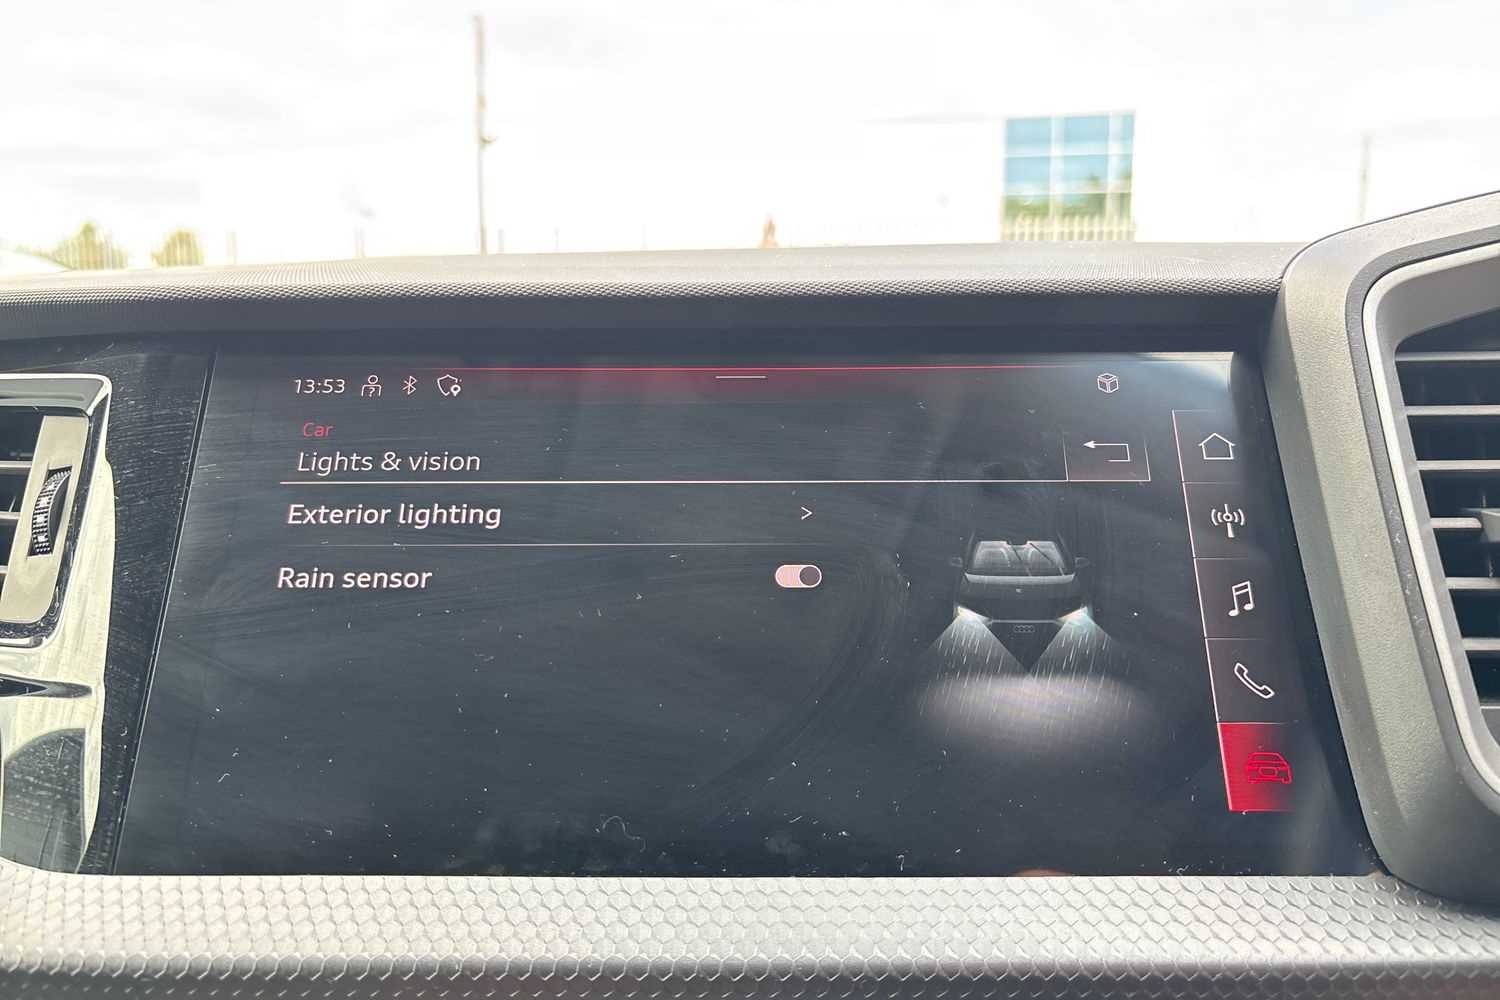 13:53
Car
Lights & vision
Exterior lighting
Rain sensor